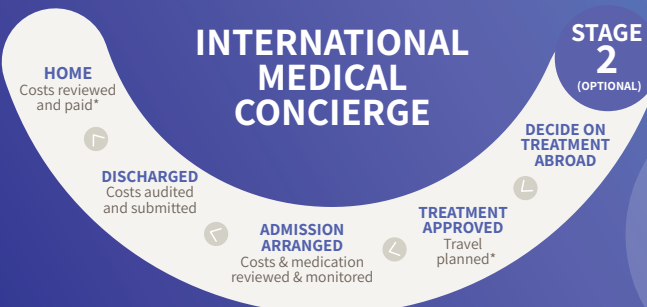 INTERNATIONAL
MEDICAL
CONCIERGE
STAGE
2
(OPTIONAL)
DECIDE ON
TREATMENT
ABROAD
TREATMENT
APPROVED
Travel
planned*
ADMISSION
ARRANGED
Costs & medication
reviewed & monitored
DISCHARGED
Costs audited
and submitted
HOME
Costs reviewed
and paid*